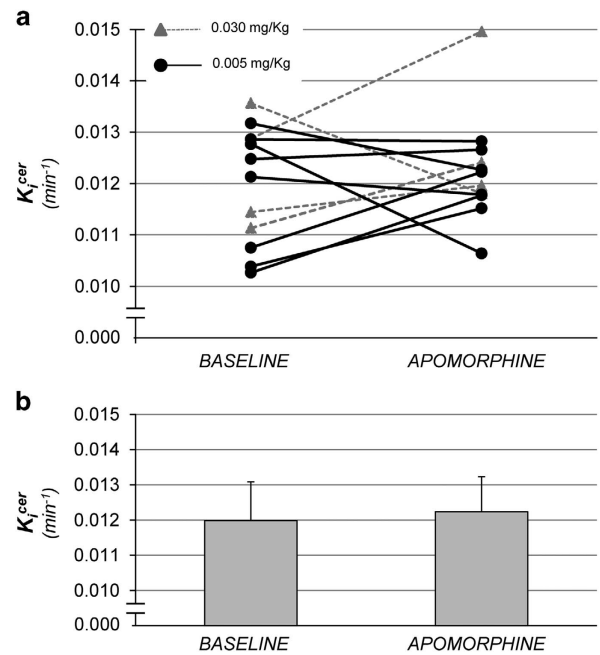 a
0.015
0.014
0.013
0.012
0.011
0.010
0.000
K_i^cer
(min⁻¹)
0.030 mg/Kg
0.005 mg/Kg
BASELINE
APOMORPHINE
b
0.015
0.014
0.013
0.012
0.011
0.010
0.000
K_i^cer
(min⁻¹)
BASELINE
APOMORPHINE